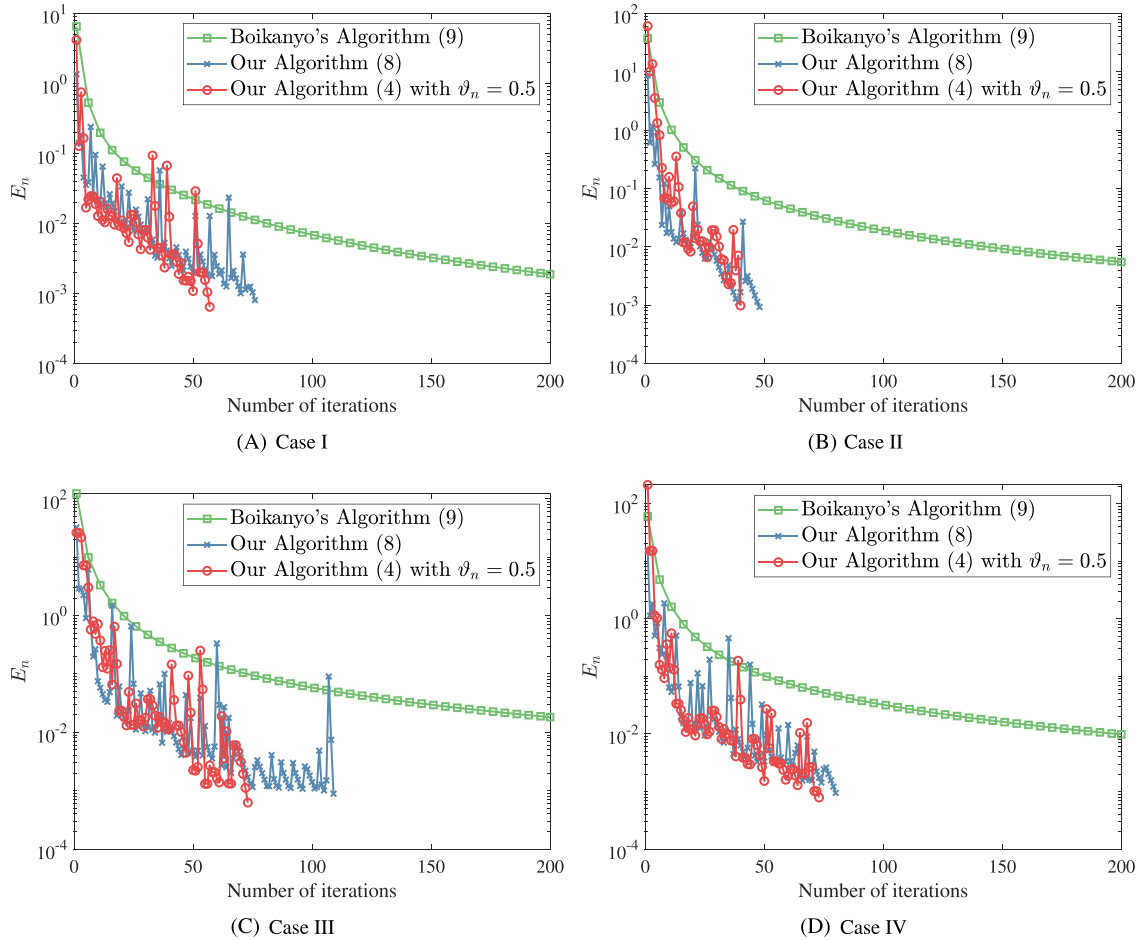 10^1
10^0
10^-1
10^-2
10^-3
10^-4
E_n
0 50 100 150 200
Number of iterations
Boikanyo's Algorithm (9)
Our Algorithm (8)
Our Algorithm (4) with ϑ_n = 0.5
(A) Case I
10^2
10^1
10^0
10^-1
10^-2
10^-3
10^-4
E_n
0 50 100 150 200
Number of iterations
Boikanyo's Algorithm (9)
Our Algorithm (8)
Our Algorithm (4) with ϑ_n = 0.5
(B) Case II
10^2
10^0
10^-2
10^-4
E_n
0 50 100 150 200
Number of iterations
Boikanyo's Algorithm (9)
Our Algorithm (8)
Our Algorithm (4) with ϑ_n = 0.5
(C) Case III
10^2
10^0
10^-2
10^-4
E_n
0 50 100 150 200
Number of iterations
Boikanyo's Algorithm (9)
Our Algorithm (8)
Our Algorithm (4) with ϑ_n = 0.5
(D) Case IV